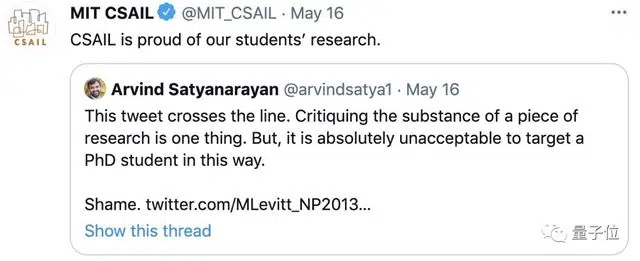 MIT CSAIL @MIT_CSAIL · May 16
CSAIL
CSAIL is proud of our students’ research.
Arvind Satyanarayan @arvindsatya1 · May 16
This tweet crosses the line. Critiquing the substance of a piece of
research is one thing. But, it is absolutely unacceptable to target a
PhD student in this way.
Shame. twitter.com/MLevitt_NP2013...
Show this thread
量子位